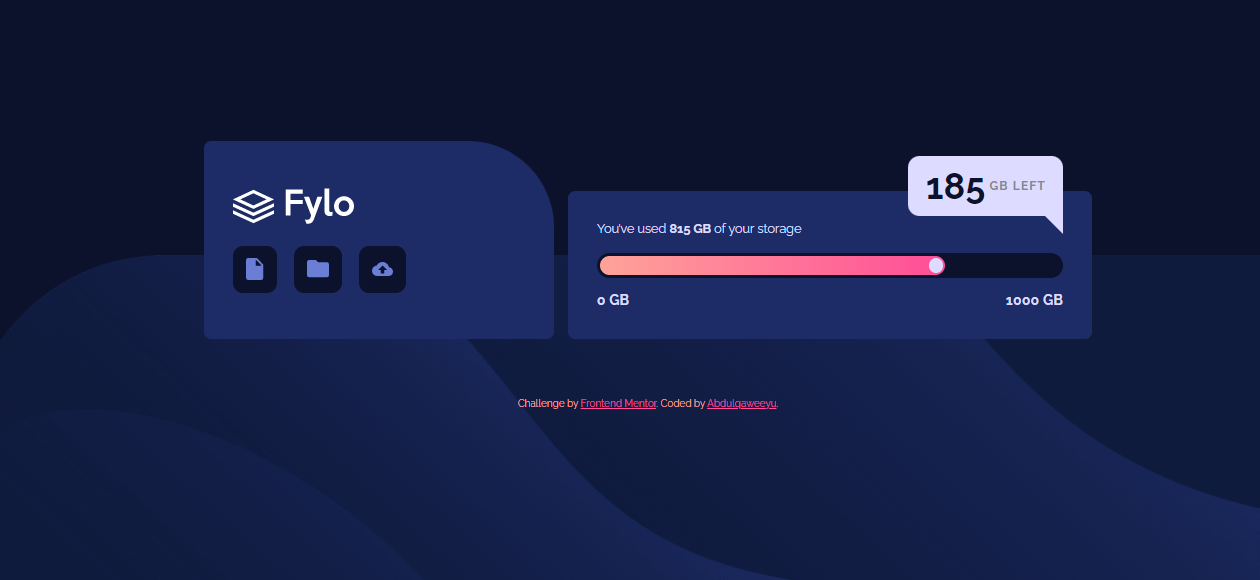 Fylo
185 GB LEFT
You've used 815 GB of your storage
0 GB
1000 GB
Challenge by Frontend Mentor. Coded by Abdulqaweeyu.